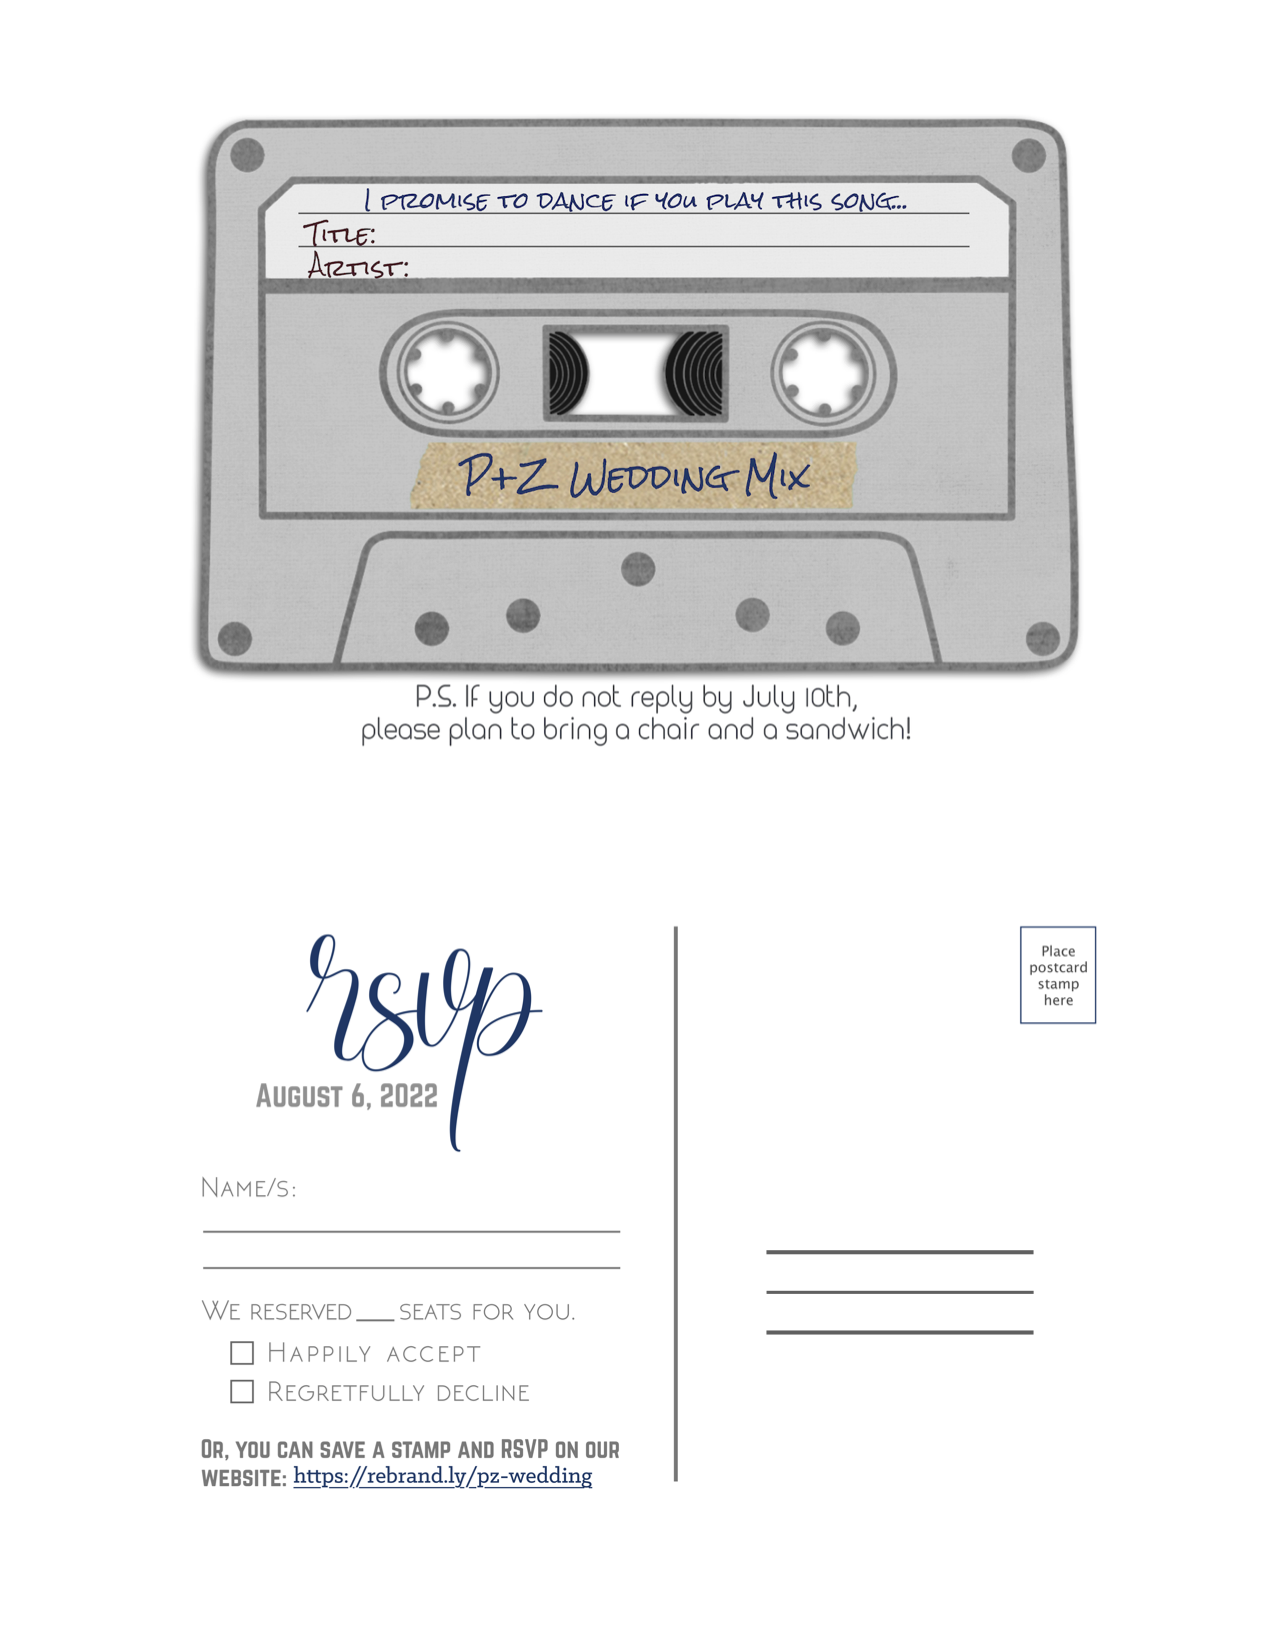 I PROMISE TO DANCE IF YOU PLAY THIS SONG...
TITLE:
ARTIST:
P+Z WEDDING MIX
P.S. If you do not reply by July 10th,
please plan to bring a chair and a sandwich!
rsvp
AUGUST 6, 2022
NAME/S:
WE RESERVED ___ SEATS FOR YOU.
HAPPILY ACCEPT
REGRETFULLY DECLINE
OR, YOU CAN SAVE A STAMP AND RSVP ON OUR
WEBSITE: https://rebrand.ly/pz-wedding
Place
postcard
stamp
here